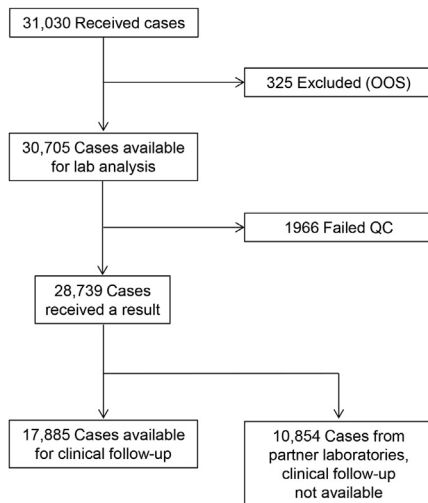 31,030 Received cases
325 Excluded (OOS)
30,705 Cases available
for lab analysis
1966 Failed QC
28,739 Cases
received a result
17,885 Cases available
for clinical follow-up
10,854 Cases from
partner laboratories,
clinical follow-up
not available